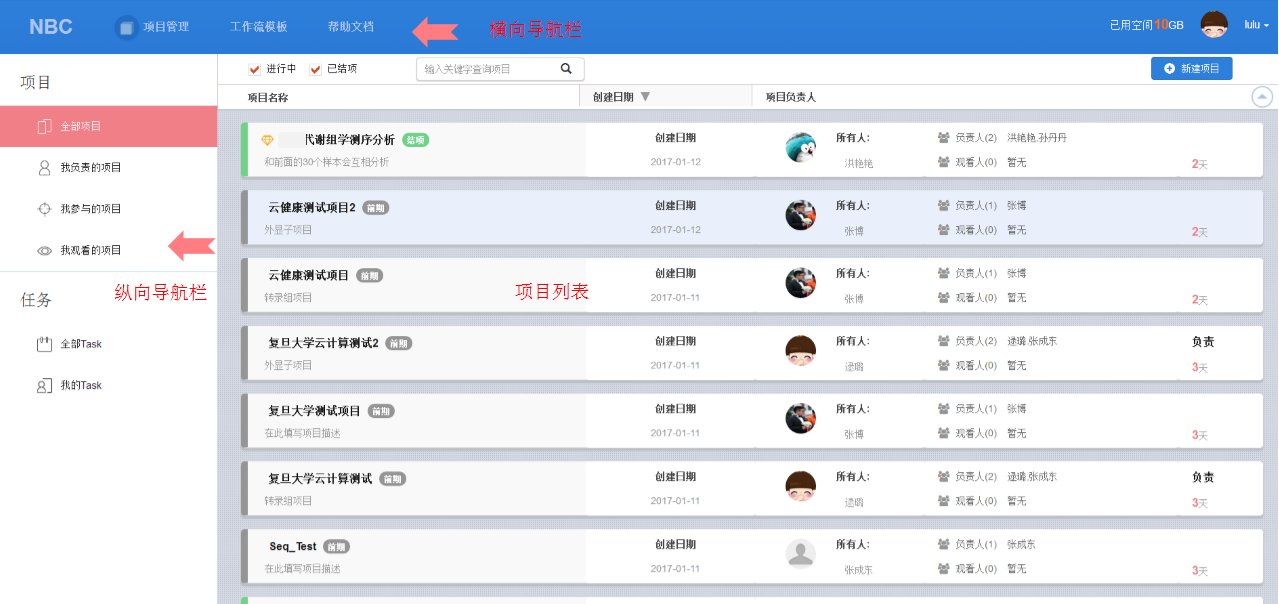 NBC 项目管理 工作流模板 帮助文档 横向导航栏 已用空间10GB lulu
项目
全部项目
我负责的项目
我参与的项目
我观看的项目
纵向导航栏
任务
全部Task
我的Task
进行中 已结项 输入关键字查询项目 新建项目
项目名称 创建日期 项目负责人
代谢组学测序分析 结项 创建日期 所有人: 负责人(2) 洪艳艳,孙丹丹
和前面的30个样本会互相分析 2017-01-12 洪艳艳 观看人(0) 暂无 2天
云健康测试项目2 前期 创建日期 所有人: 负责人(1) 张博
外显子项目 2017-01-12 张博 观看人(0) 暂无 2天
云健康测试项目 前期 创建日期 所有人: 负责人(1) 张博
项目列表
转录组项目 2017-01-11 张博 观看人(0) 暂无 2天
复旦大学云计算测试2 前期 创建日期 所有人: 负责人(2) 逯璐,张成东 负责
外显子项目 2017-01-11 逯璐 观看人(0) 暂无 3天
复旦大学测试项目 前期 创建日期 所有人: 负责人(1) 张博
在此填写项目描述 2017-01-11 张博 观看人(0) 暂无 3天
复旦大学云计算测试 前期 创建日期 所有人: 负责人(2) 逯璐,张成东 负责
转录组项目 2017-01-11 逯璐 观看人(0) 暂无 3天
Seq_Test 前期 创建日期 所有人: 负责人(1) 张成东
在此填写项目描述 2017-01-11 张成东 观看人(0) 暂无 3天